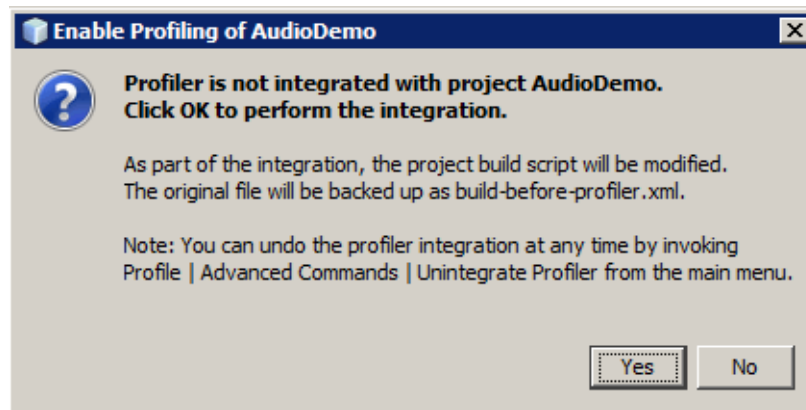 Enable Profiling of AudioDemo
Profiler is not integrated with project AudioDemo.
Click OK to perform the integration.
As part of the integration, the project build script will be modified.
The original file will be backed up as build-before-profiler.xml.
Note: You can undo the profiler integration at any time by invoking
Profile | Advanced Commands | Unintegrate Profiler from the main menu.
Yes No